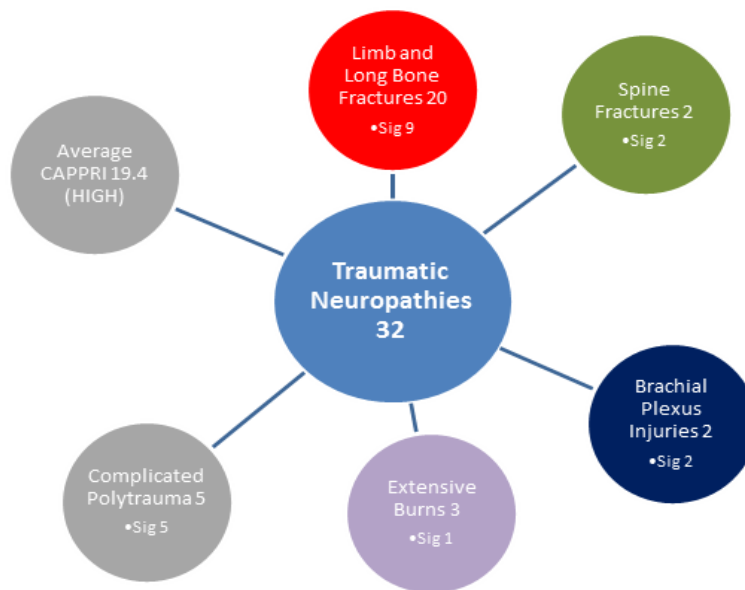 Limb and
Long Bone
Fractures 20
•Sig 9
Spine
Fractures 2
•Sig 2
Average
CAPPRI 19.4
(HIGH)
Traumatic
Neuropathies
32
Brachial
Plexus
Injuries 2
•Sig 2
Complicated
Polytrauma 5
•Sig 5
Extensive
Burns 3
•Sig 1